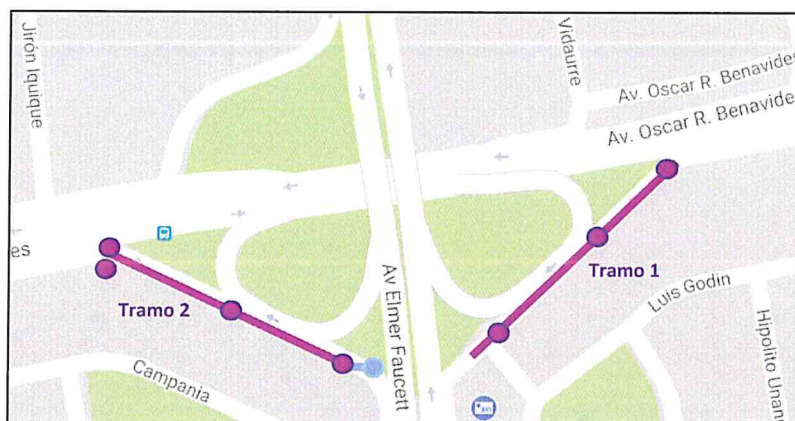 Jirón Iquique
Vidaurre
Av. Oscar R. Benavides
Av. Oscar R. Benavide
es
Tramo 1
Tramo 2
Av Elmer Faucett
Luis Godin
Hipolito Unan
Campania